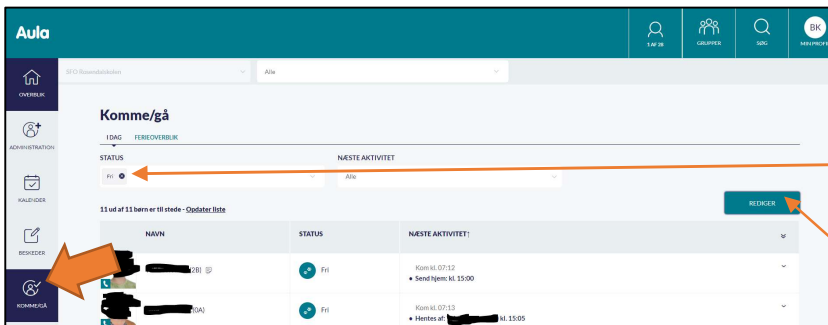 Aula
1 AF 28
GRUPPER
SØG
BK
MIN PROFI
OVERBLIK
SFO Rosendalskolen
Alle
Komme/gå
I DAG
FERIEOVERBLIK
ADMINISTRATION
STATUS
NÆSTE AKTIVITET
Fri
Alle
KALENDER
REDIGER
11 ud af 11 børn er til stede - Opdater liste
BESKEDER
NAVN
STATUS
NÆSTE AKTIVITET↑
(2B)
Fri
Kom kl. 07:12
• Send hjem: kl. 15:00
KOMME/GÅ
(0A)
Fri
Kom kl. 07:13
• Hentes af: kl. 15:05